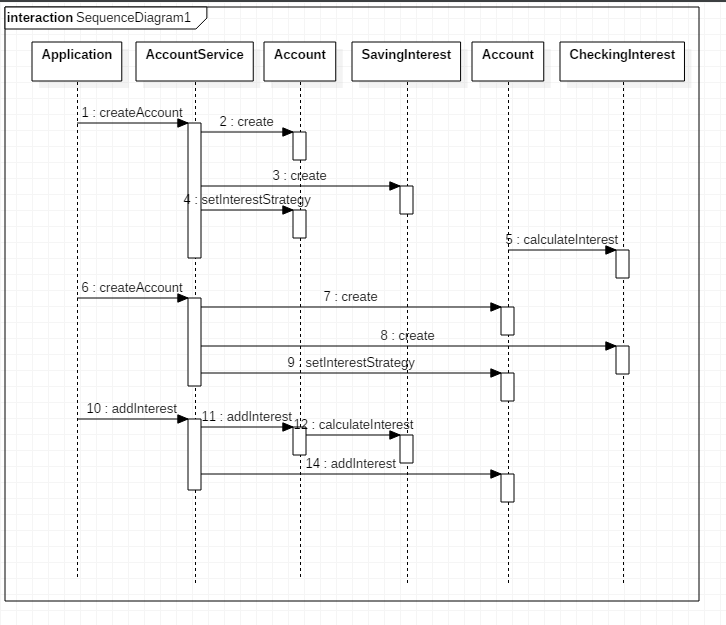 interaction SequenceDiagram1
Application AccountService Account SavingInterest Account CheckingInterest
1 : createAccount
2 : create
3 : create
4 : setInterestStrategy
5 : calculateInterest
6 : createAccount
7 : create
8 : create
9 : setInterestStrategy
10 : addInterest
11 : addInterest
12 : calculateInterest
14 : addInterest